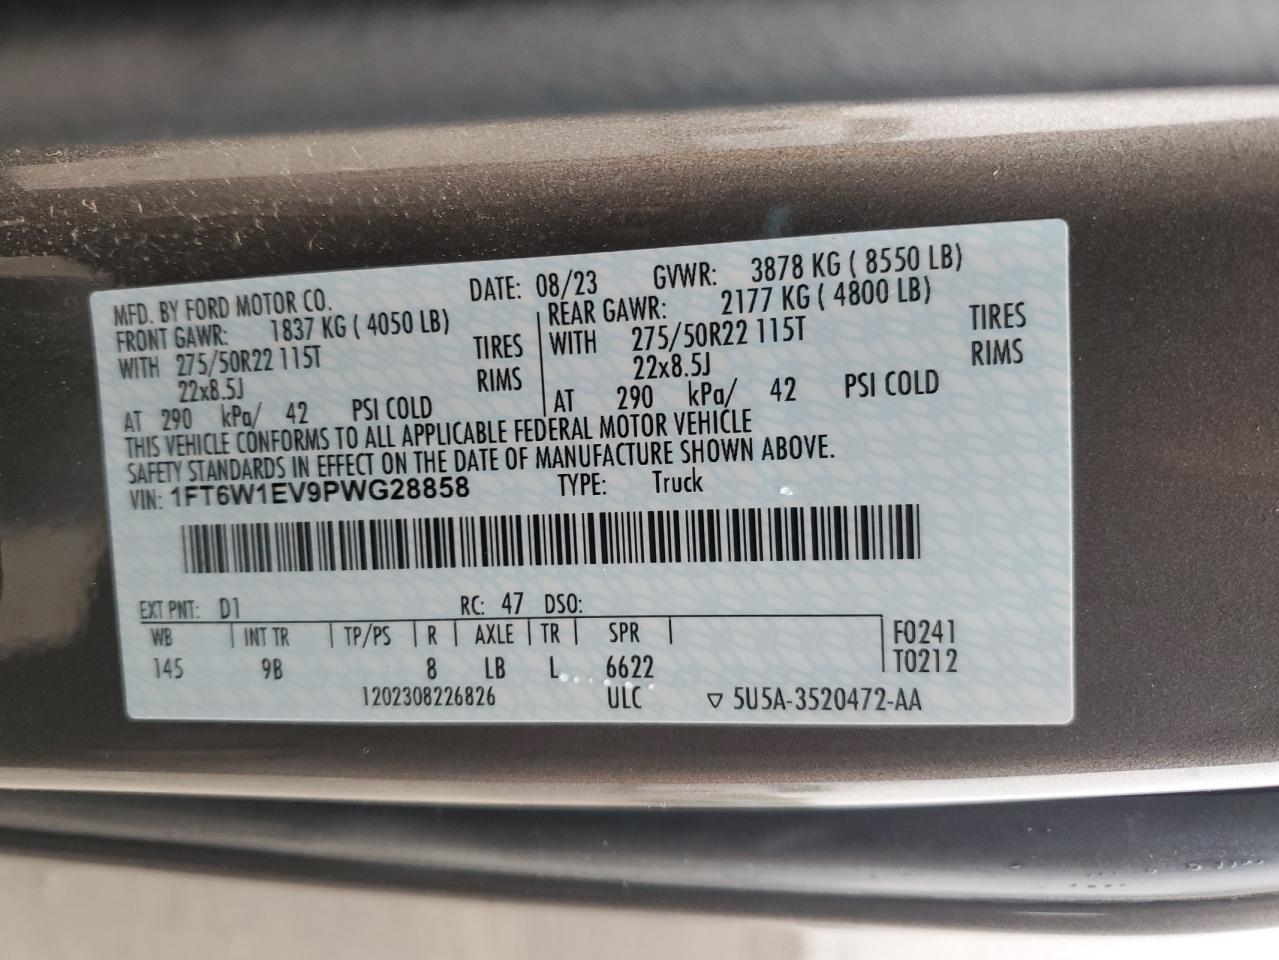 MFD. BY FORD MOTOR CO. DATE: 08/23 GVWR: 3878 KG ( 8550 LB)
FRONT GAWR: 1837 KG ( 4050 LB) REAR GAWR: 2177 KG ( 4800 LB)
WITH 275/50R22 115T TIRES WITH 275/50R22 115T TIRES
22x8.5J RIMS 22x8.5J RIMS
AT 290 kPa/ 42 PSI COLD AT 290 kPa/ 42 PSI COLD
THIS VEHICLE CONFORMS TO ALL APPLICABLE FEDERAL MOTOR VEHICLE
SAFETY STANDARDS IN EFFECT ON THE DATE OF MANUFACTURE SHOWN ABOVE.
VIN: 1FT6W1EV9PWG28858 TYPE: Truck
EXT PNT: D1 RC: 47 DSO:
WB INT TR TP/PS R AXLE TR SPR F0241
145 9B 8 LB L 6622 T0212
1202308226826 ULC ▽ 5U5A-3520472-AA